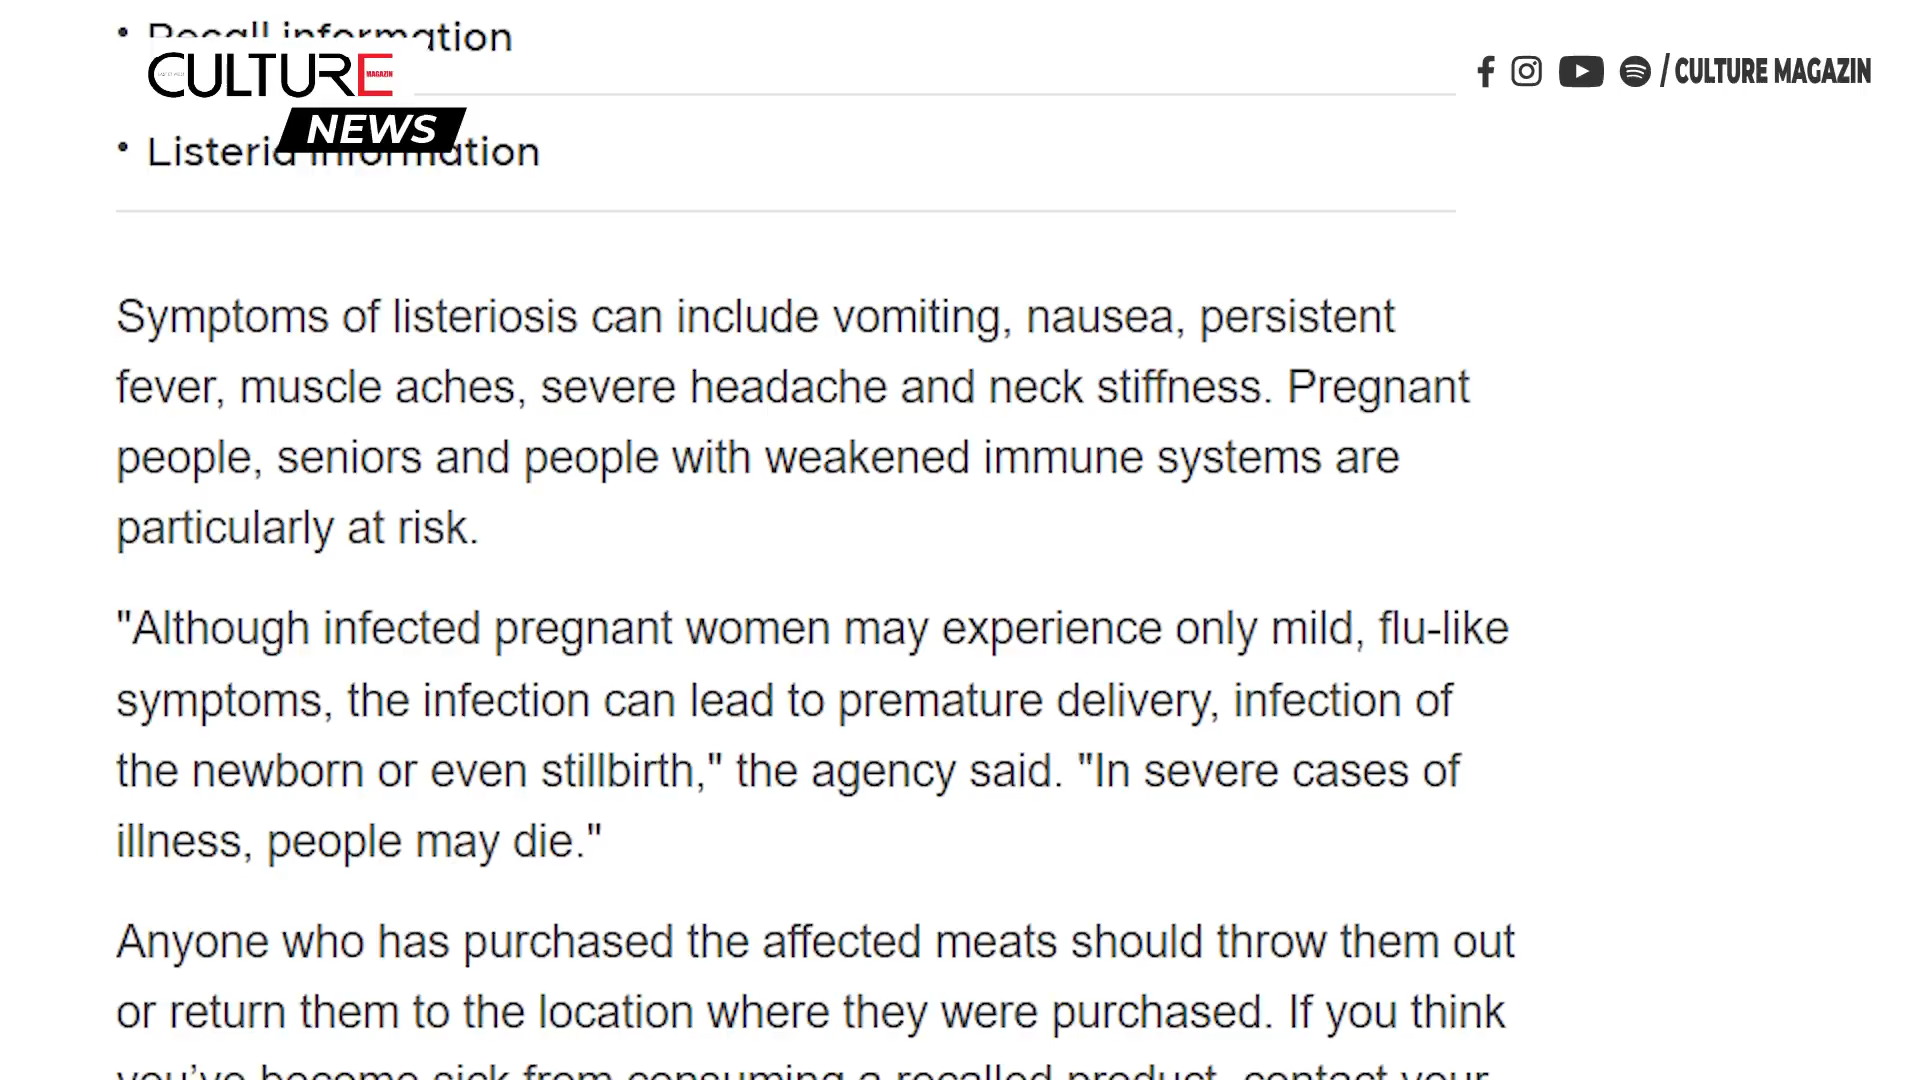 • Recall information
CULTURE
MAGAZIN
NEWS
/ CULTURE MAGAZIN
• Listeria information
Symptoms of listeriosis can include vomiting, nausea, persistent
fever, muscle aches, severe headache and neck stiffness. Pregnant
people, seniors and people with weakened immune systems are
particularly at risk.
"Although infected pregnant women may experience only mild, flu-like
symptoms, the infection can lead to premature delivery, infection of
the newborn or even stillbirth," the agency said. "In severe cases of
illness, people may die."
Anyone who has purchased the affected meats should throw them out
or return them to the location where they were purchased. If you think
you've become sick from consuming a recalled product, contact your